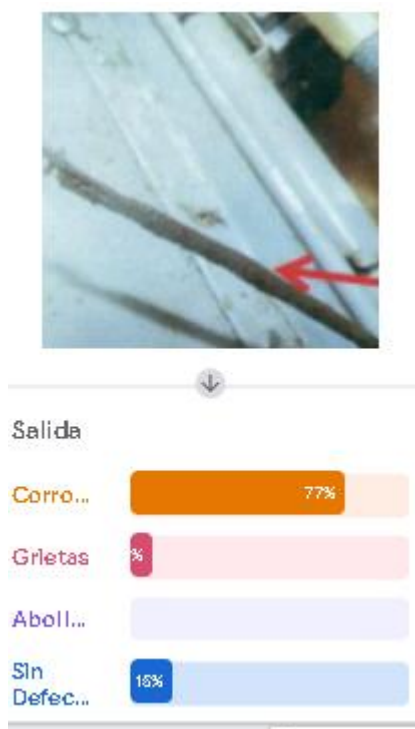 Salida
Corro...
77%
Grietas
%
Aboll...
Sin
Defec...
15%